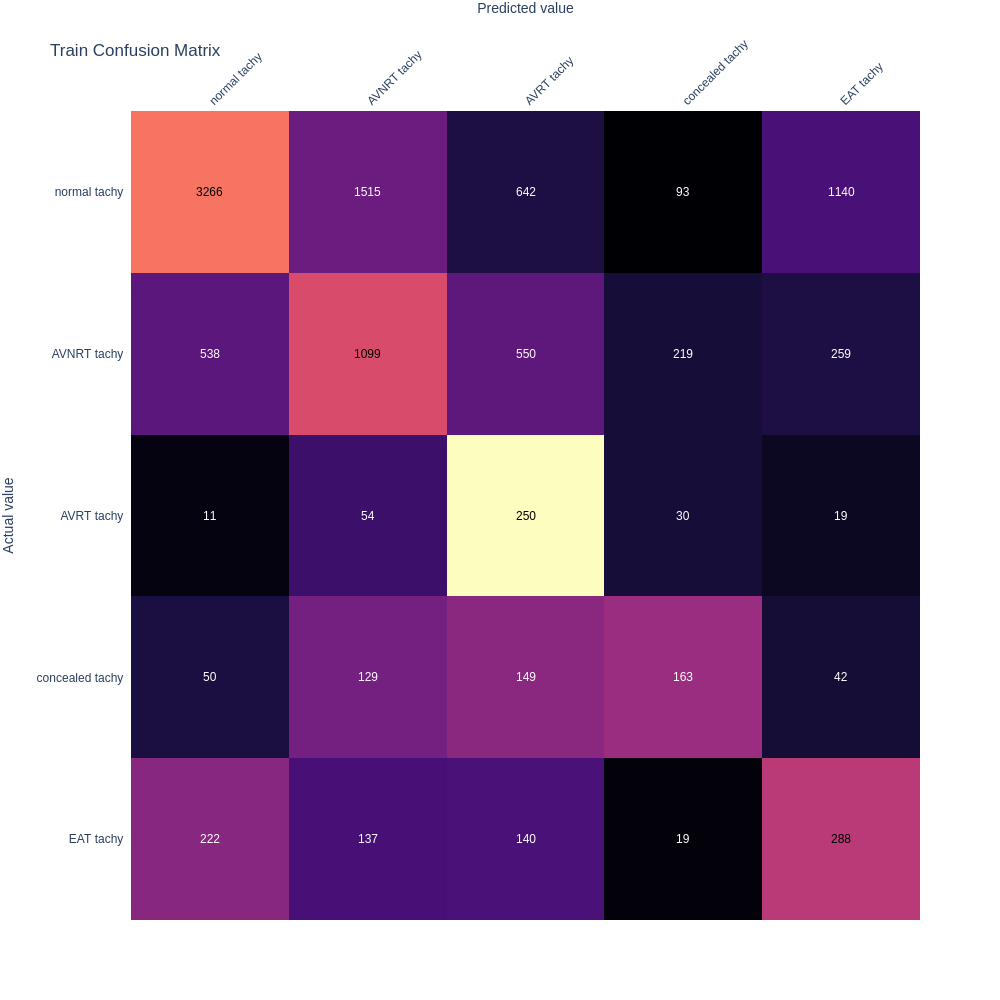 Predicted value
Train Confusion Matrix
normal tachy AVNRT tachy AVRT tachy concealed tachy EAT tachy
normal tachy 3266 1515 642 93 1140
AVNRT tachy 538 1099 550 219 259
Actual value
AVRT tachy 11 54 250 30 19
concealed tachy 50 129 149 163 42
EAT tachy 222 137 140 19 288